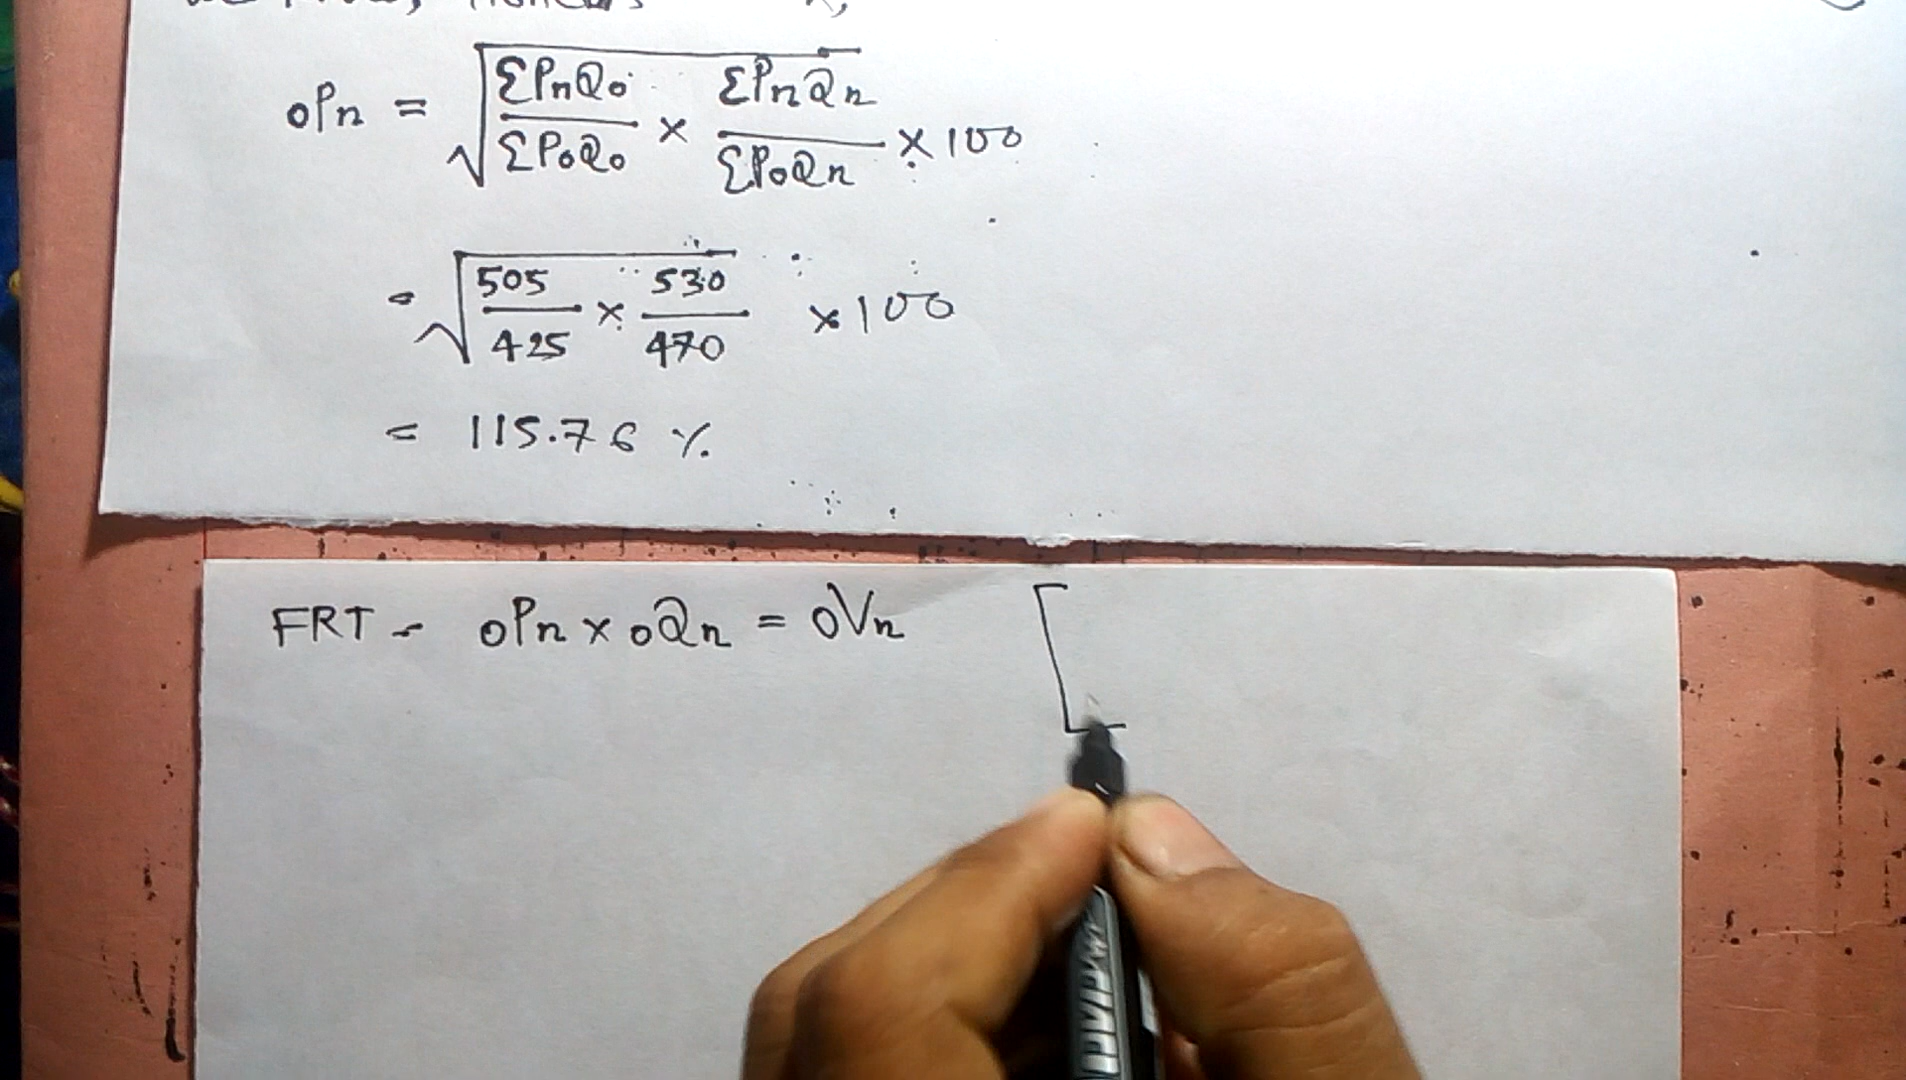 oPn = √ΣPnQo/ΣPoQo × ΣPnQn/ΣPoQn × 100
= √505/425 × 530/470 × 100
= 115.76 %.
FRT - oPn × oQn = oVn [